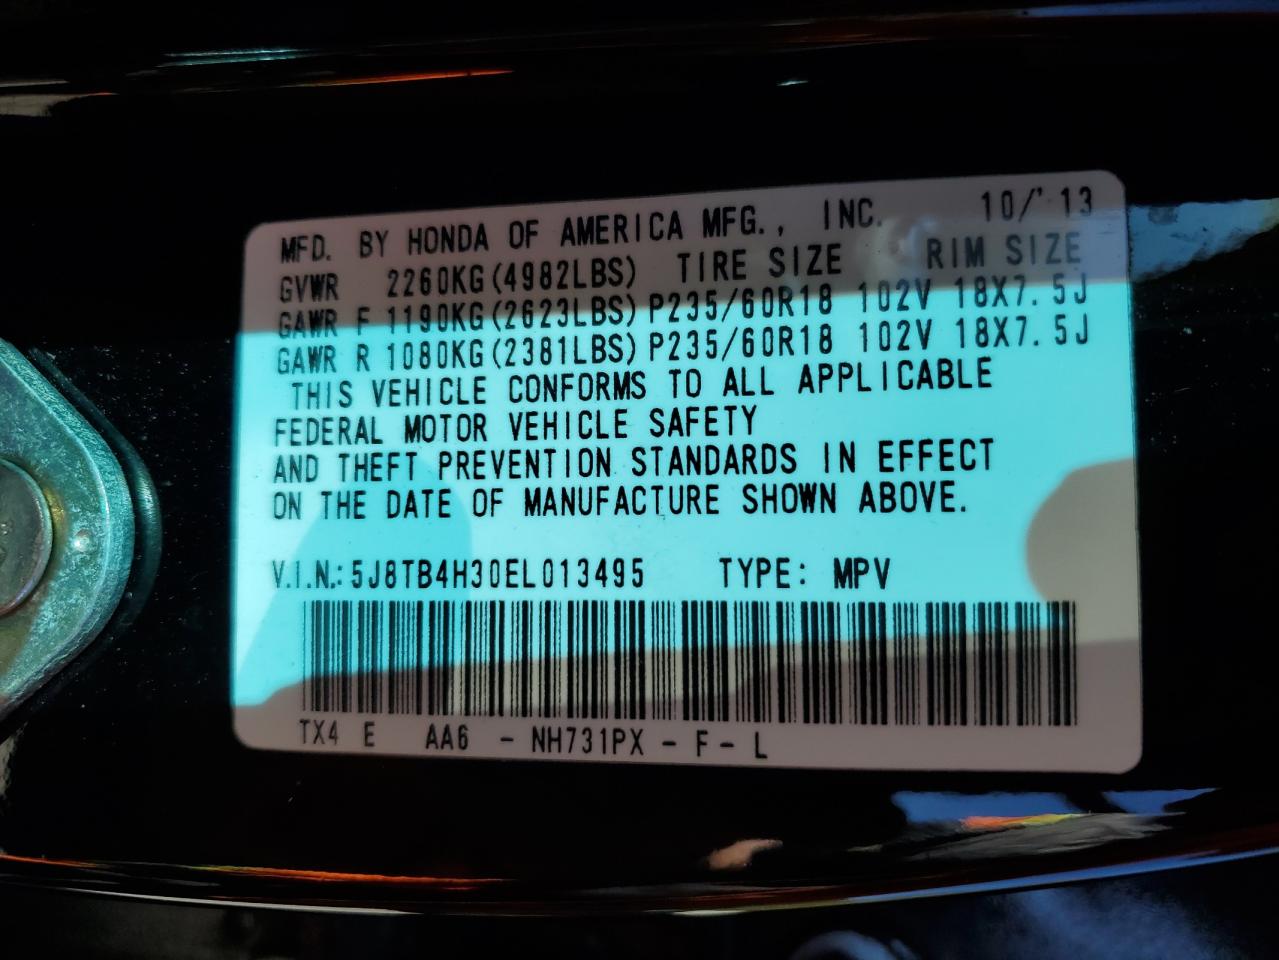 MFD. BY HONDA OF AMERICA MFG., INC. 10/'13
GVWR 2260KG(4982LBS) TIRE SIZE RIM SIZE
GAWR F 1190KG(2623LBS) P235/60R18 102V 18X7.5J
GAWR R 1080KG(2381LBS) P235/60R18 102V 18X7.5J
THIS VEHICLE CONFORMS TO ALL APPLICABLE
FEDERAL MOTOR VEHICLE SAFETY
AND THEFT PREVENTION STANDARDS IN EFFECT
ON THE DATE OF MANUFACTURE SHOWN ABOVE.
V.I.N.: 5J8TB4H30EL013495 TYPE: MPV
TX4 E AA6 - NH731PX - F - L